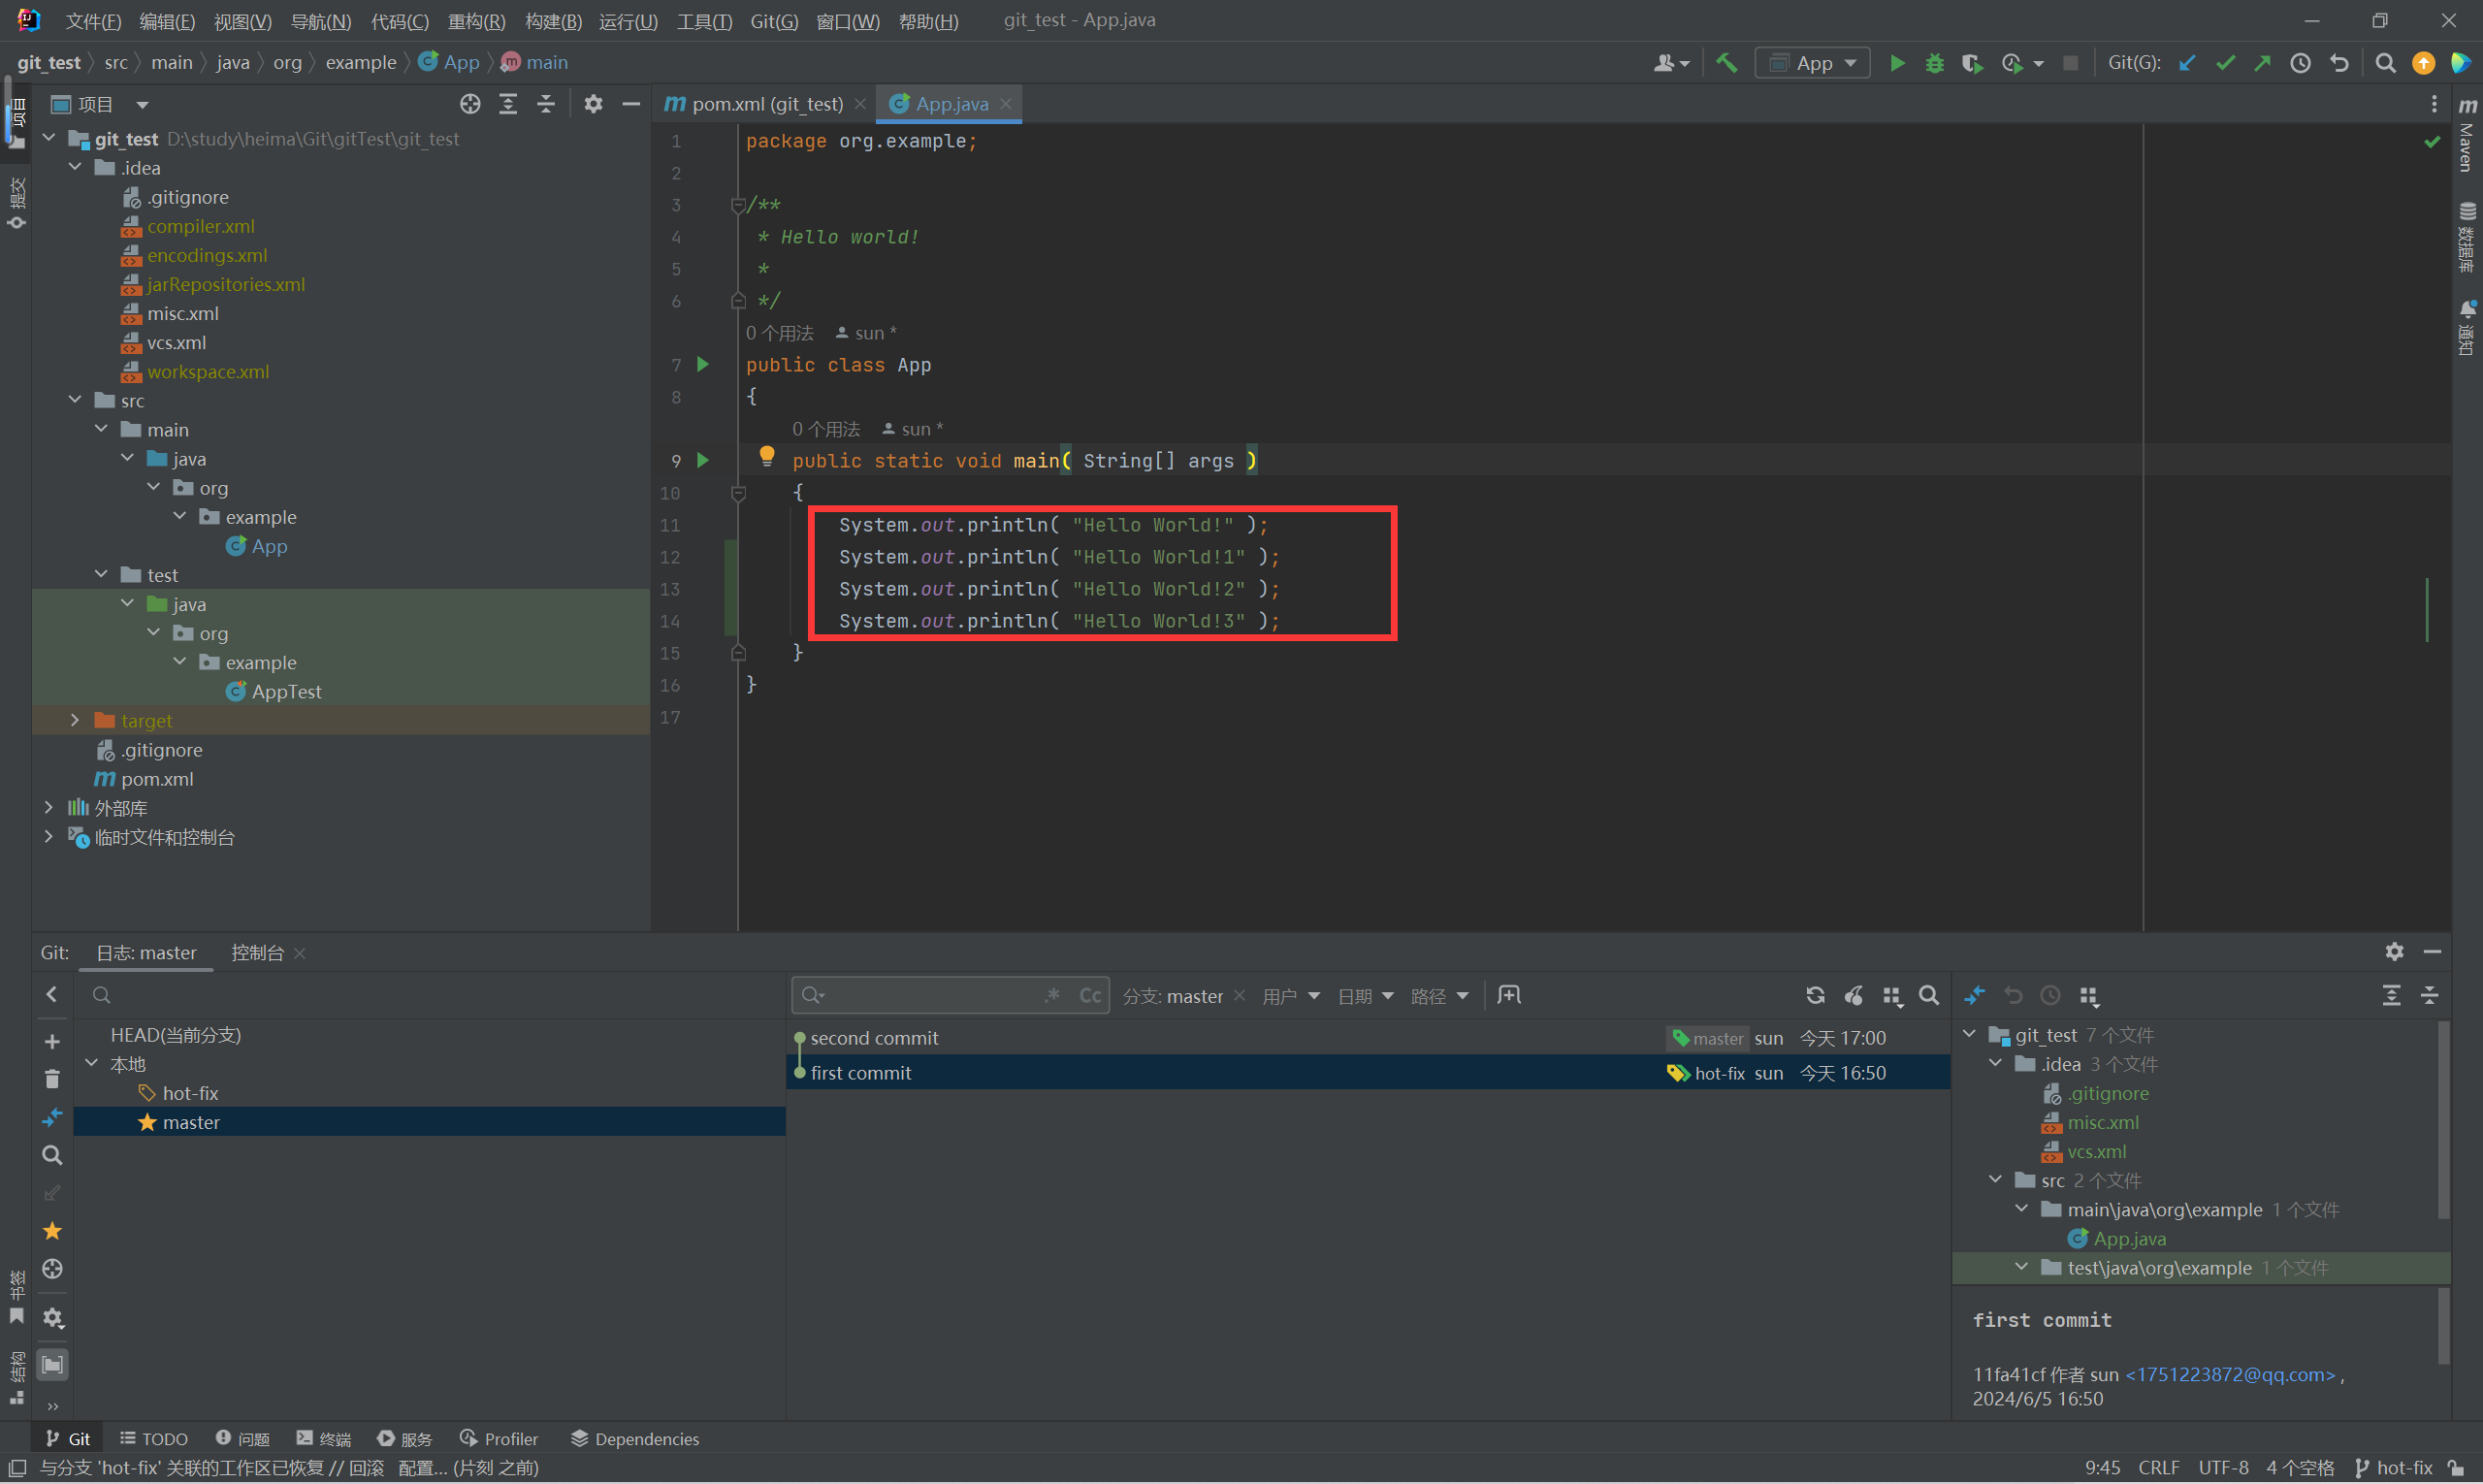 文件(F) 编辑(E) 视图(V) 导航(N) 代码(C) 重构(R) 构建(B) 运行(U) 工具(T) Git(G) 窗口(W) 帮助(H) git_test - App.java
git_test src main java org example App main
App Git(G):
项目
提交
书签
结构
项目
git_test D:\study\heima\Git\gitTest\git_test
.idea
.gitignore
compiler.xml
encodings.xml
jarRepositories.xml
misc.xml
vcs.xml
workspace.xml
src
main
java
org
example
App
test
java
org
example
AppTest
target
.gitignore
pom.xml
外部库
临时文件和控制台
pom.xml (git_test) App.java
1 package org.example;
2
3 /**
4 * Hello world!
5 *
6 */
0 个用法 sun *
7 public class App
8 {
0 个用法 sun *
9 public static void main( String[] args )
10 {
11 System.out.println( "Hello World!" );
12 System.out.println( "Hello World!1" );
13 System.out.println( "Hello World!2" );
14 System.out.println( "Hello World!3" );
15 }
16 }
17
Maven
数据库
通知
Git: 日志: master 控制台
HEAD(当前分支)
本地
hot-fix
master
.* Cc 分支: master 用户 日期 路径
second commit master sun 今天 17:00
first commit hot-fix sun 今天 16:50
git_test 7 个文件
.idea 3 个文件
.gitignore
misc.xml
vcs.xml
src 2 个文件
main\java\org\example 1 个文件
App.java
test\java\org\example 1 个文件
first commit
11fa41cf 作者 sun <1751223872@qq.com> ,
2024/6/5 16:50
Git TODO 问题 终端 服务 Profiler Dependencies
与分支 'hot-fix' 关联的工作区已恢复 // 回滚 配置... (片刻 之前) 9:45 CRLF UTF-8 4 个空格 hot-fix